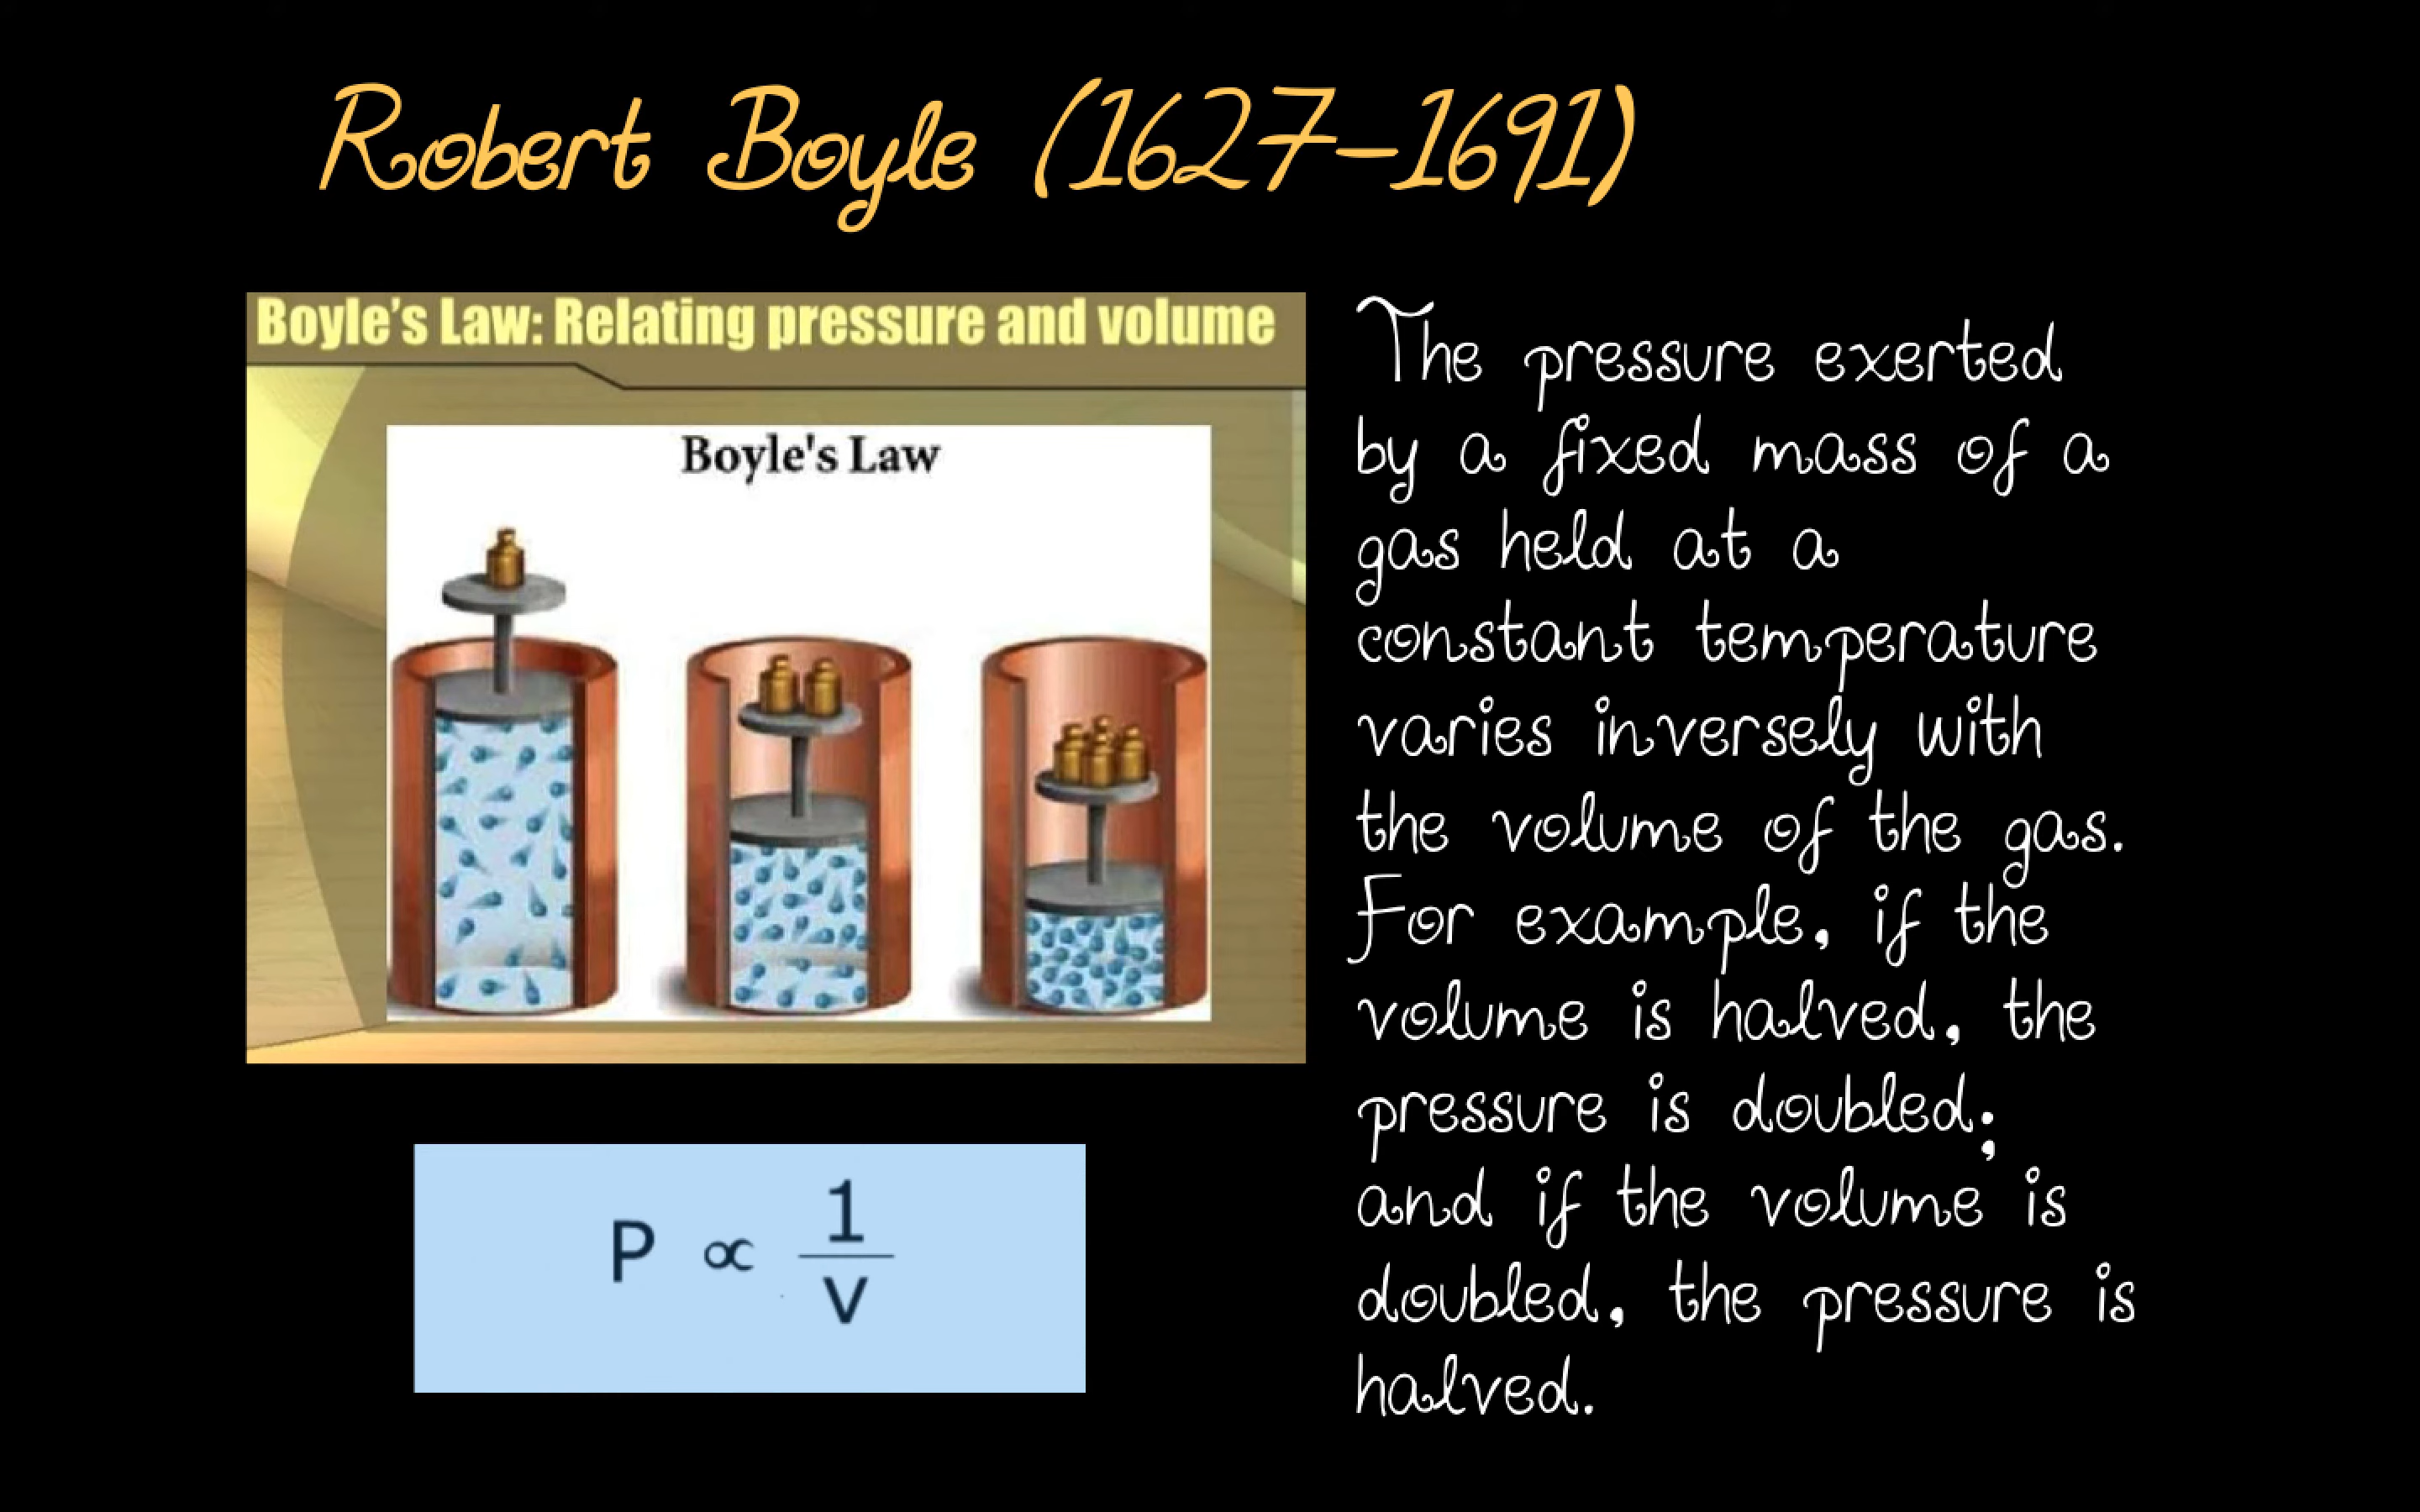 Robert Boyle (1627-1691)
Boyle's Law: Relating pressure and volume
Boyle's Law
P ∝ 1/v
The pressure exerted
by a fixed mass of a
gas held at a
constant temperature
varies inversely with
the volume of the gas.
For example, if the
volume is halved, the
pressure is doubled;
and if the volume is
doubled, the pressure is
halved.